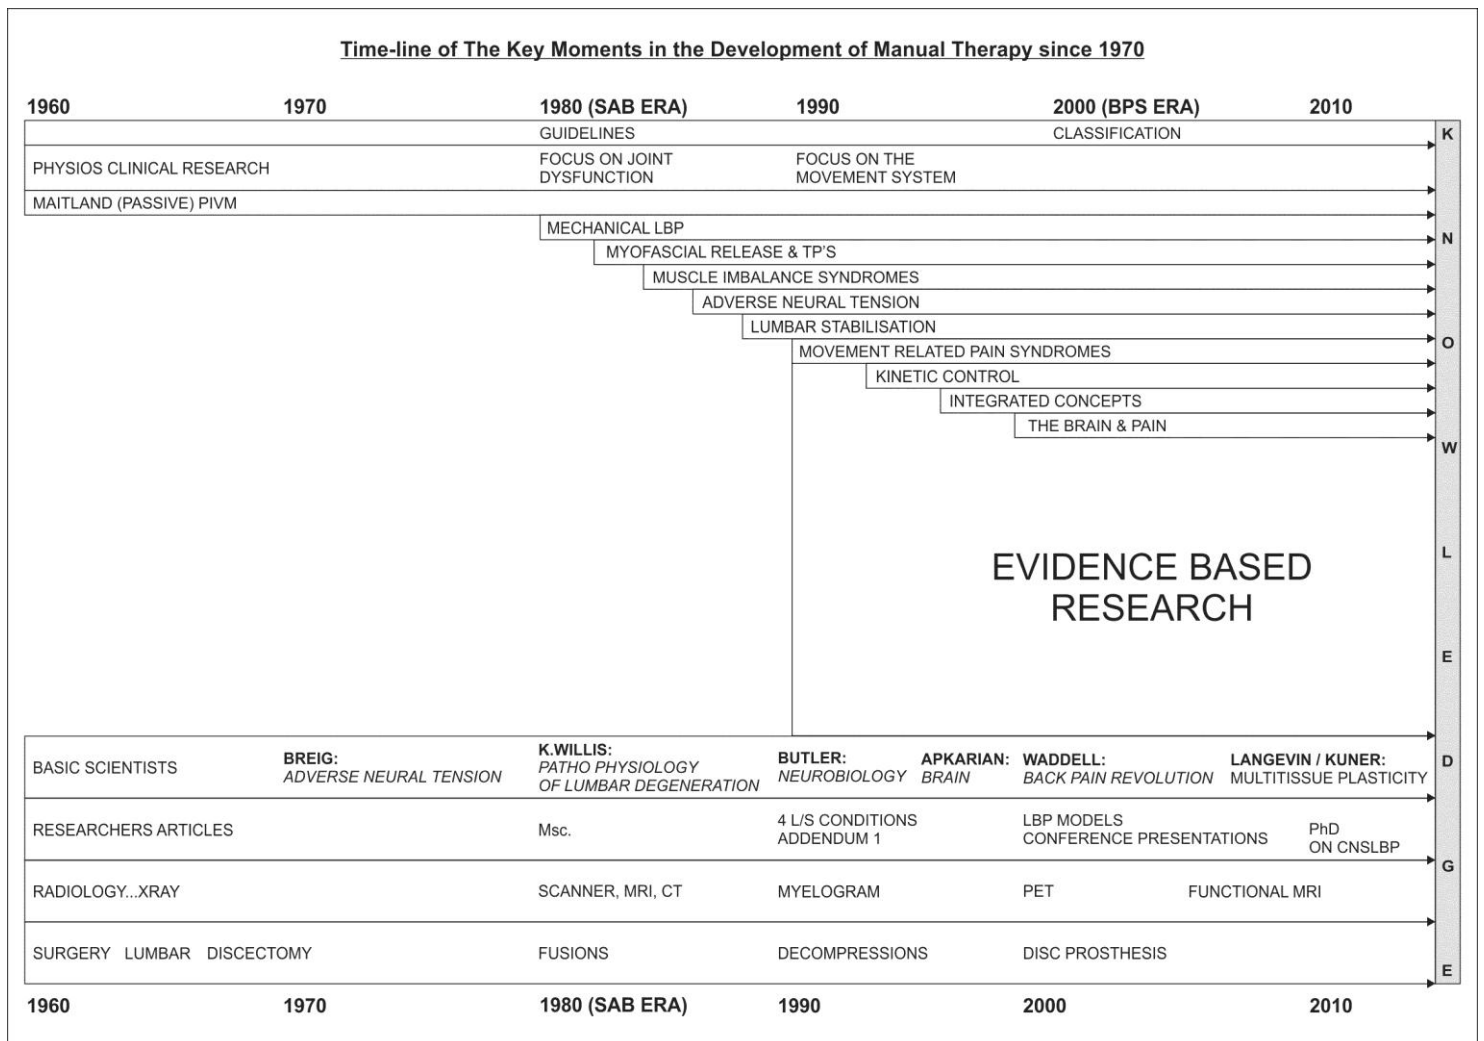 Time-line of The Key Moments in the Development of Manual Therapy since 1970
1960 1970 1980 (SAB ERA) 1990 2000 (BPS ERA) 2010
GUIDELINES CLASSIFICATION
PHYSIOS CLINICAL RESEARCH
FOCUS ON JOINT
DYSFUNCTION
FOCUS ON THE
MOVEMENT SYSTEM
MAITLAND (PASSIVE) PIVM
MECHANICAL LBP
MYOFASCIAL RELEASE & TP'S
MUSCLE IMBALANCE SYNDROMES
ADVERSE NEURAL TENSION
LUMBAR STABILISATION
MOVEMENT RELATED PAIN SYNDROMES
KINETIC CONTROL
INTEGRATED CONCEPTS
THE BRAIN & PAIN
EVIDENCE BASED
RESEARCH
BASIC SCIENTISTS
BREIG:
ADVERSE NEURAL TENSION
K.WILLIS:
PATHO PHYSIOLOGY
OF LUMBAR DEGENERATION
BUTLER:
NEUROBIOLOGY
APKARIAN:
BRAIN
WADDELL:
BACK PAIN REVOLUTION
LANGEVIN / KUNER:
MULTITISSUE PLASTICITY
RESEARCHERS ARTICLES
Msc.
4 L/S CONDITIONS
ADDENDUM 1
LBP MODELS
CONFERENCE PRESENTATIONS
PhD
ON CNSLBP
RADIOLOGY...XRAY SCANNER, MRI, CT MYELOGRAM PET FUNCTIONAL MRI
SURGERY LUMBAR DISCECTOMY FUSIONS DECOMPRESSIONS DISC PROSTHESIS
1960 1970 1980 (SAB ERA) 1990 2000 2010
K
N
O
W
L
E
D
G
E